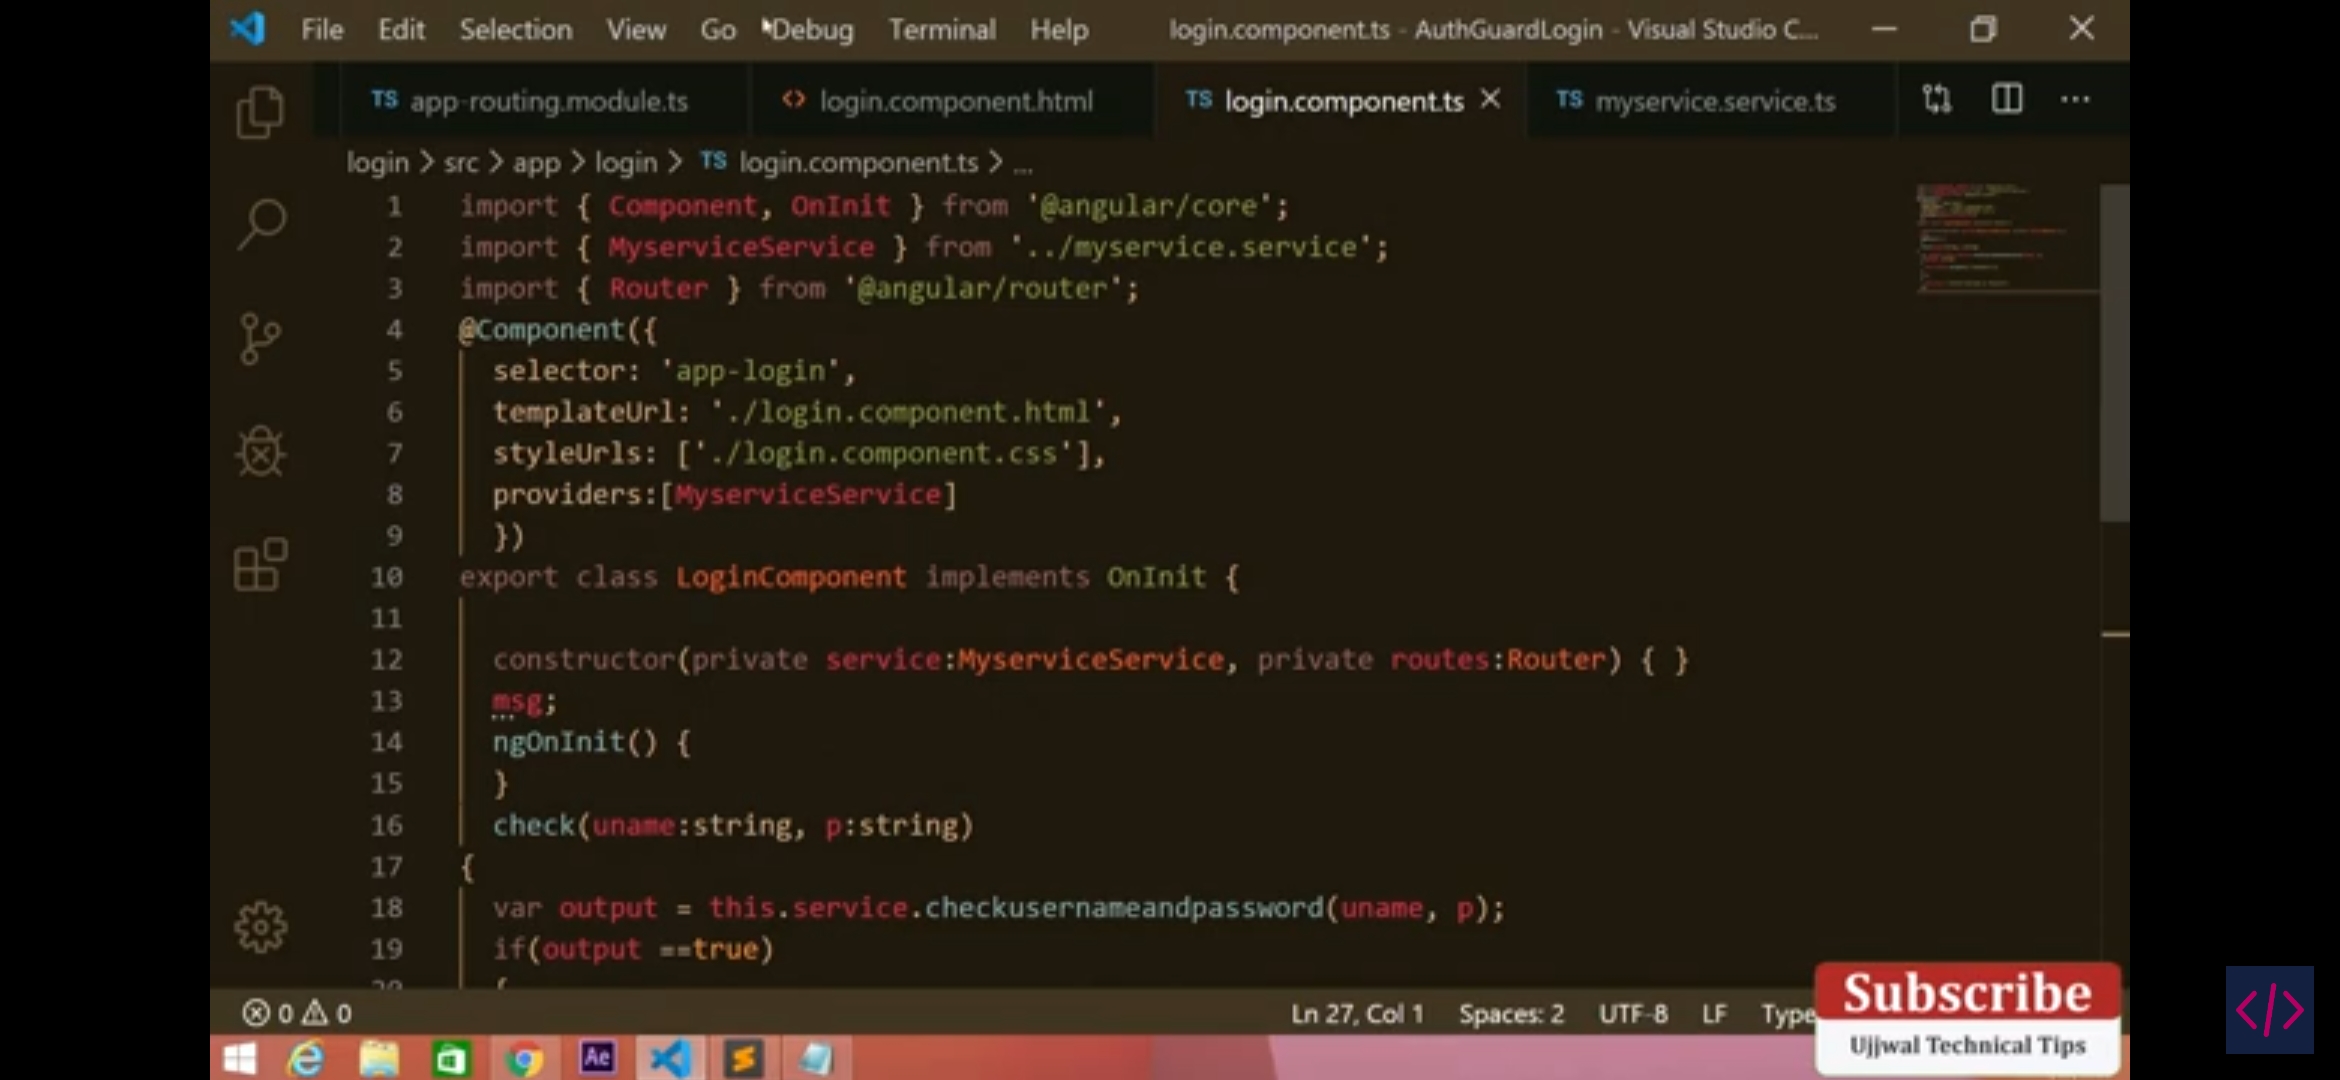 File Edit Selection View Go Debug Terminal Help login.component.ts - AuthGuardLogin - Visual Studio C...
TS app-routing.module.ts <> login.component.html TS login.component.ts TS myservice.service.ts ...
login > src > app > login > TS login.component.ts > ...
1 import { Component, OnInit } from '@angular/core';
2 import { MyserviceService } from '../myservice.service';
3 import { Router } from '@angular/router';
4 @Component({
5 selector: 'app-login',
6 templateUrl: './login.component.html',
7 styleUrls: ['./login.component.css'],
8 providers:[MyserviceService]
9 })
10 export class LoginComponent implements OnInit {
11
12 constructor(private service:MyserviceService, private routes:Router) { }
13 msg;
14 ngOnInit() {
15 }
16 check(uname:string, p:string)
17 {
18 var output = this.service.checkusernameandpassword(uname, p);
19 if(output ==true)
20 {
0 0 Ln 27, Col 1 Spaces: 2 UTF-8 LF Type
Subscribe
Ujjwal Technical Tips
Ae
</>